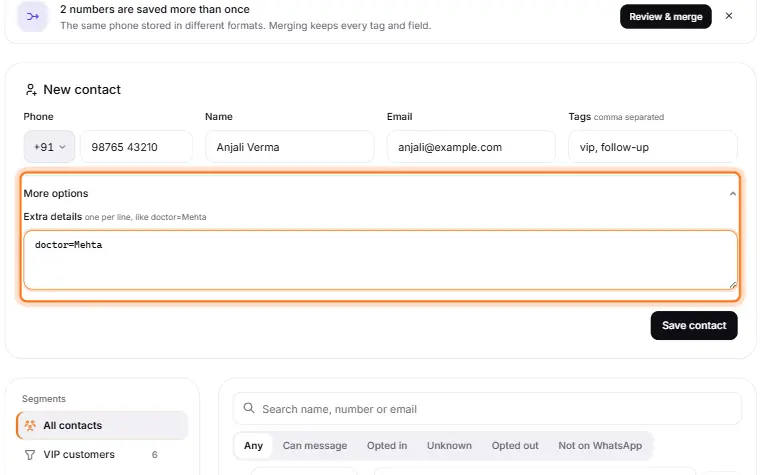 2 numbers are saved more than once
The same phone stored in different formats. Merging keeps every tag and field.
Review & merge
New contact
Phone
Name
Email
Tags comma separated
+91
98765 43210
Anjali Verma
anjali@example.com
vip, follow-up
More options
Extra details one per line, like doctor=Mehta
doctor=Mehta
Save contact
Segments
All contacts
VIP customers 6
Search name, number or email
Any
Can message
Opted in
Unknown
Opted out
Not on WhatsApp